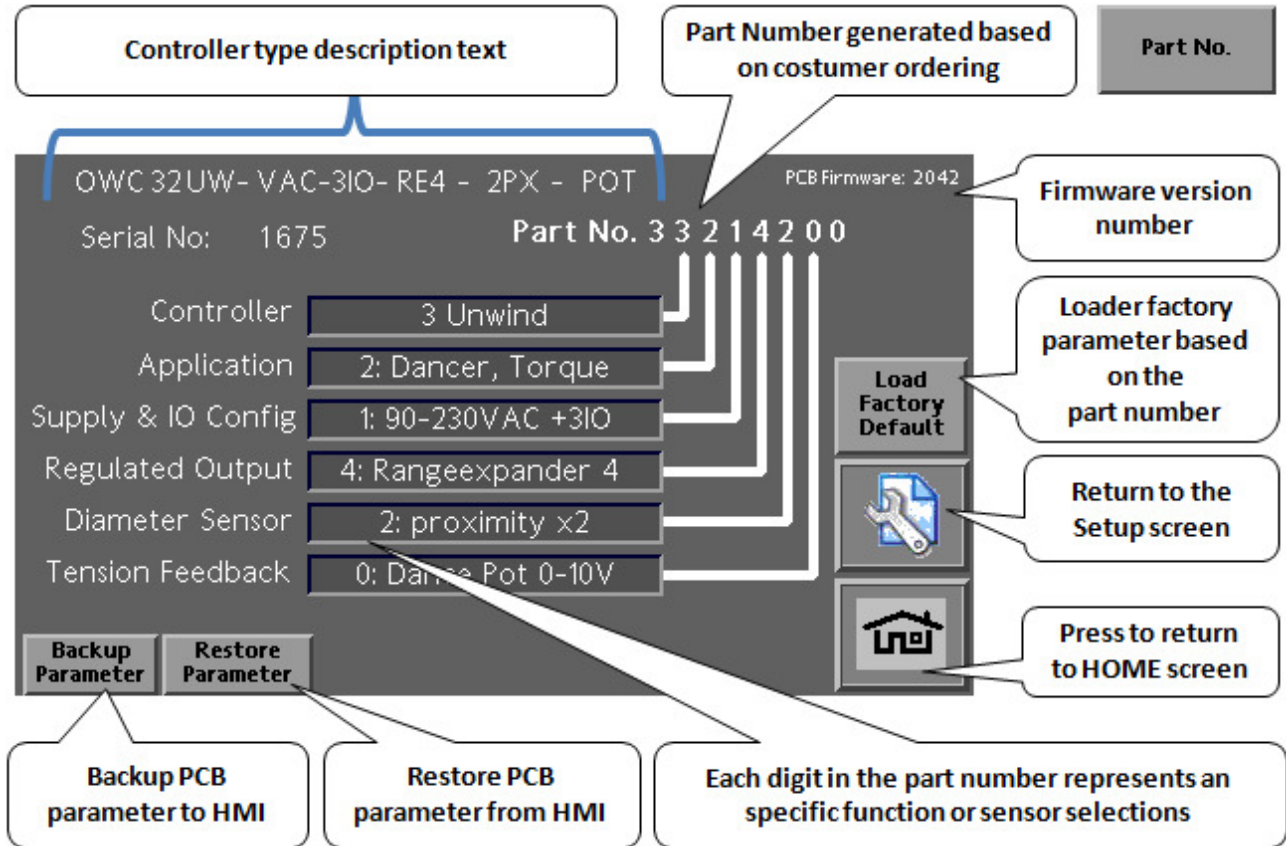 Controller type description text
Part Number generated based
on costumer ordering
Part No.
OWC 32UW- VAC-3IO- RE4 - 2PX - POT
PCB Firmware: 2042
Firmware version
number
Serial No: 1675
Part No. 3 3 2 1 4 2 0 0
Controller
3 Unwind
Application
2: Dancer, Torque
Supply & IO Config
1: 90-230VAC +3IO
Regulated Output
4: Rangeexpander 4
Diameter Sensor
2: proximity x2
Tension Feedback
0: Dance Pot 0-10V
Load
Factory
Default
Loader factory
parameter based
on the
part number
Return to the
Setup screen
Press to return
to HOME screen
Backup
Parameter
Restore
Parameter
Backup PCB
parameter to HMI
Restore PCB
parameter from HMI
Each digit in the part number represents an
specific function or sensor selections